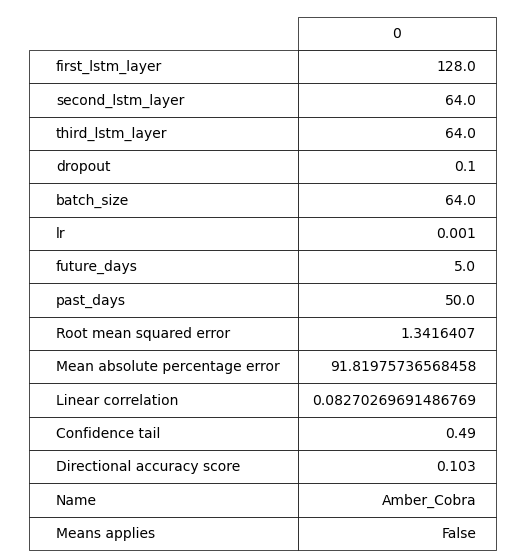 0
first_lstm_layer 128.0
second_lstm_layer 64.0
third_lstm_layer 64.0
dropout 0.1
batch_size 64.0
lr 0.001
future_days 5.0
past_days 50.0
Root mean squared error 1.3416407
Mean absolute percentage error 91.81975736568458
Linear correlation 0.08270269691486769
Confidence tail 0.49
Directional accuracy score 0.103
Name Amber_Cobra
Means applies False